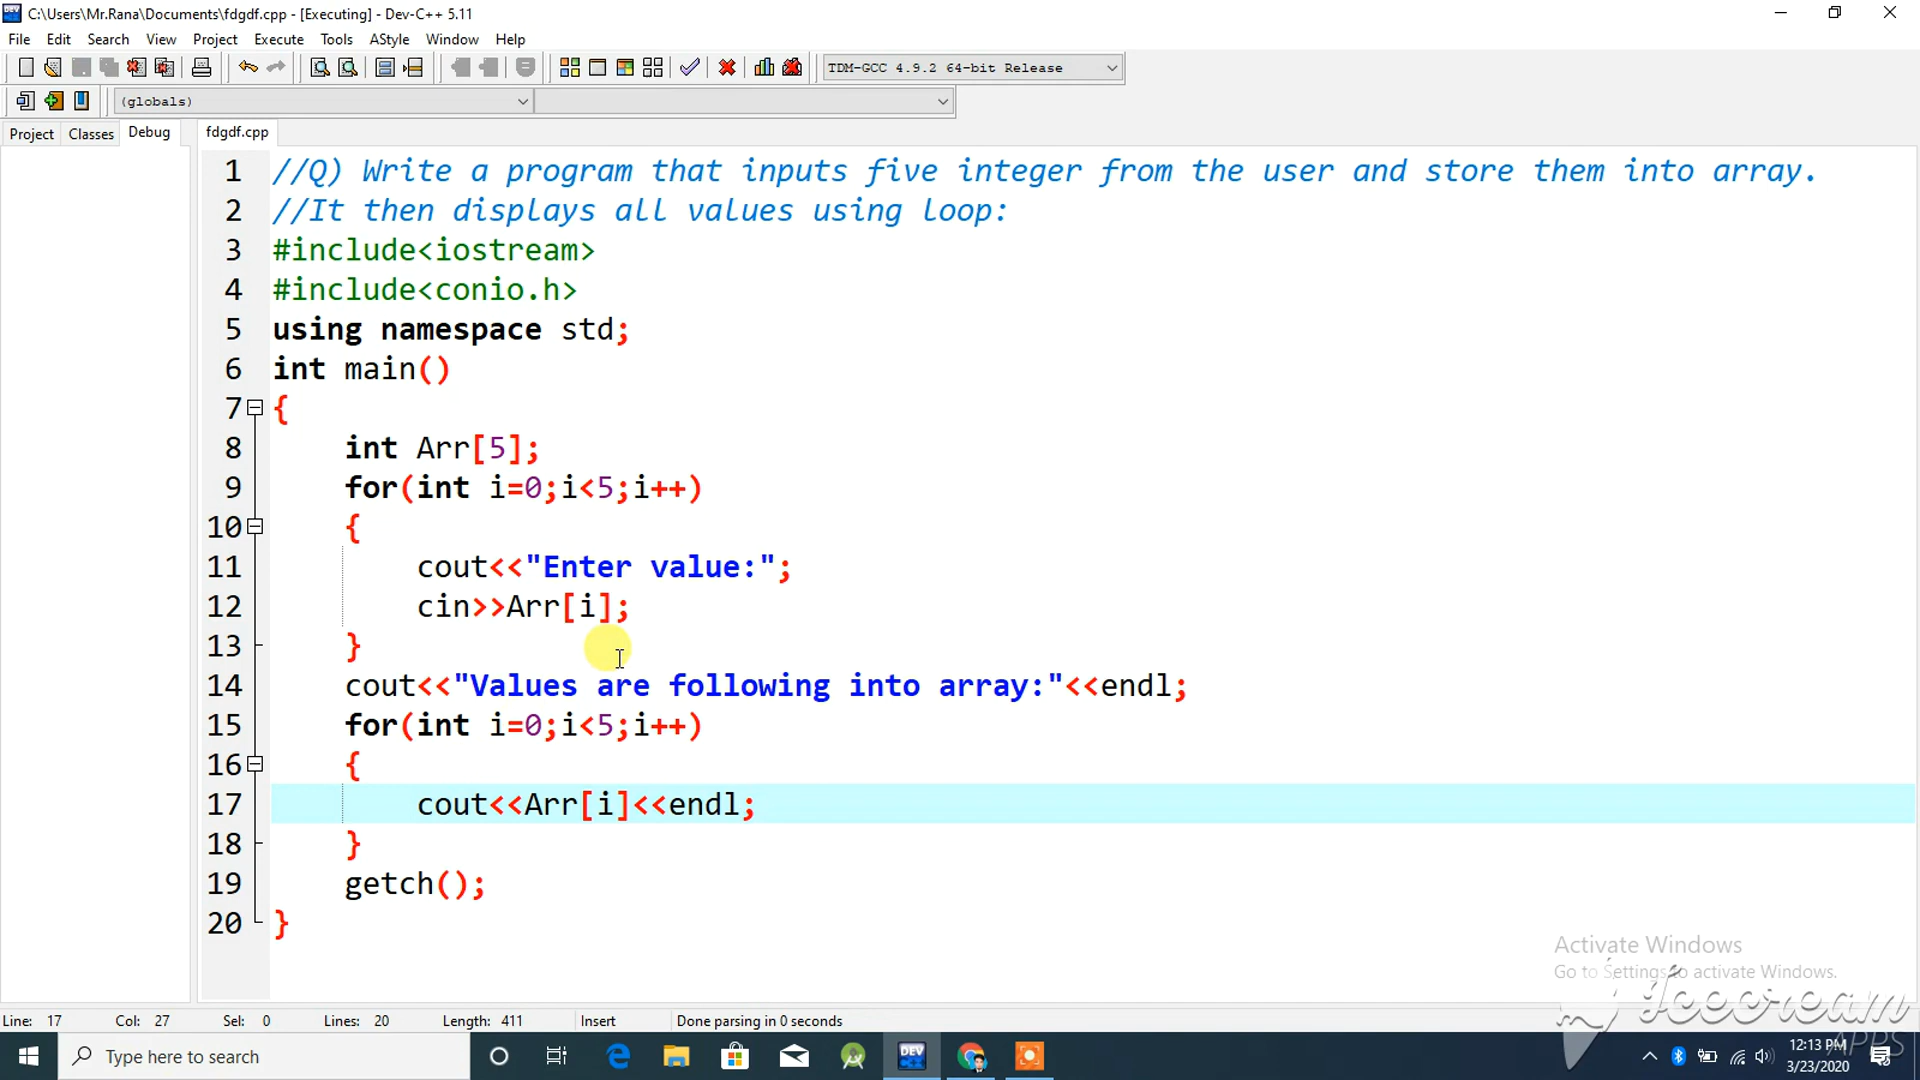 C:\Users\Mr.Rana\Documents\fdgdf.cpp - [Executing] - Dev-C++ 5.11
File Edit Search View Project Execute Tools AStyle Window Help
TDM-GCC 4.9.2 64-bit Release
(globals)
Project Classes Debug fdgdf.cpp
1 //Q) Write a program that inputs five integer from the user and store them into array.
2 //It then displays all values using loop:
3 #include<iostream>
4 #include<conio.h>
5 using namespace std;
6 int main()
7 {
8 int Arr[5];
9 for(int i=0;i<5;i++)
10 {
11 cout<<"Enter value:";
12 cin>>Arr[i];
13 }
14 cout<<"Values are following into array:"<<endl;
15 for(int i=0;i<5;i++)
16 {
17 cout<<Arr[i]<<endl;
18 }
19 getch();
20 }
Activate Windows
Go to Settings to activate Windows.
Icecream
APPS
Line: 17 Col: 27 Sel: 0 Lines: 20 Length: 411 Insert Done parsing in 0 seconds
Type here to search
DEV
12:13 PM
3/23/2020